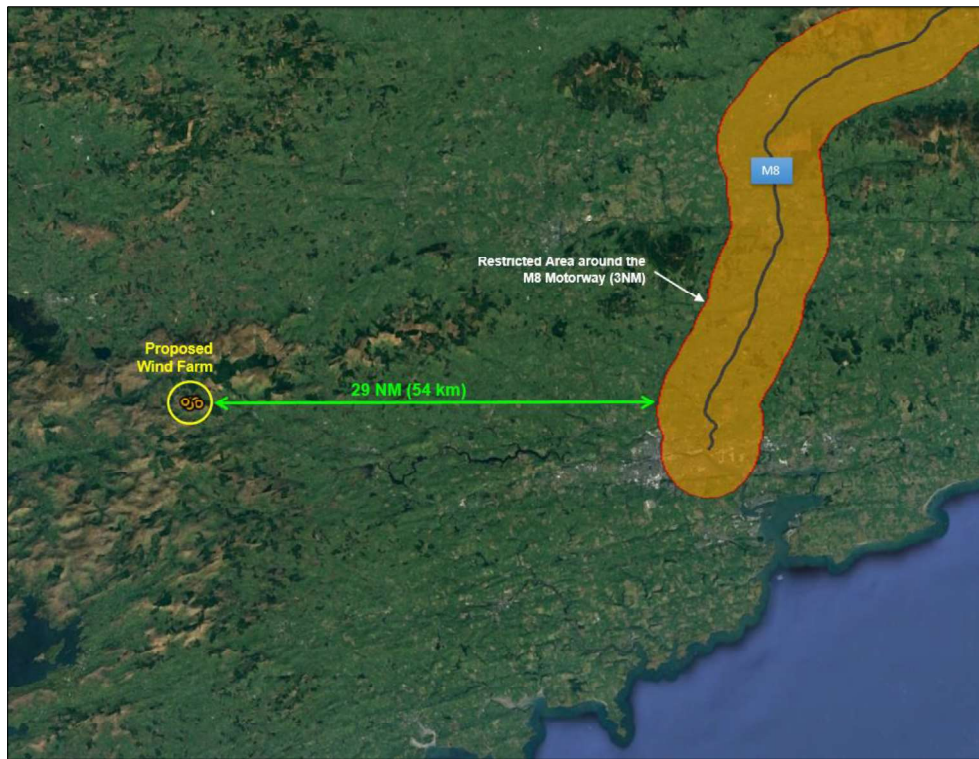 M8
Restricted Area around the
M8 Motorway (3NM)
Proposed
Wind Farm
29 NM (54 km)